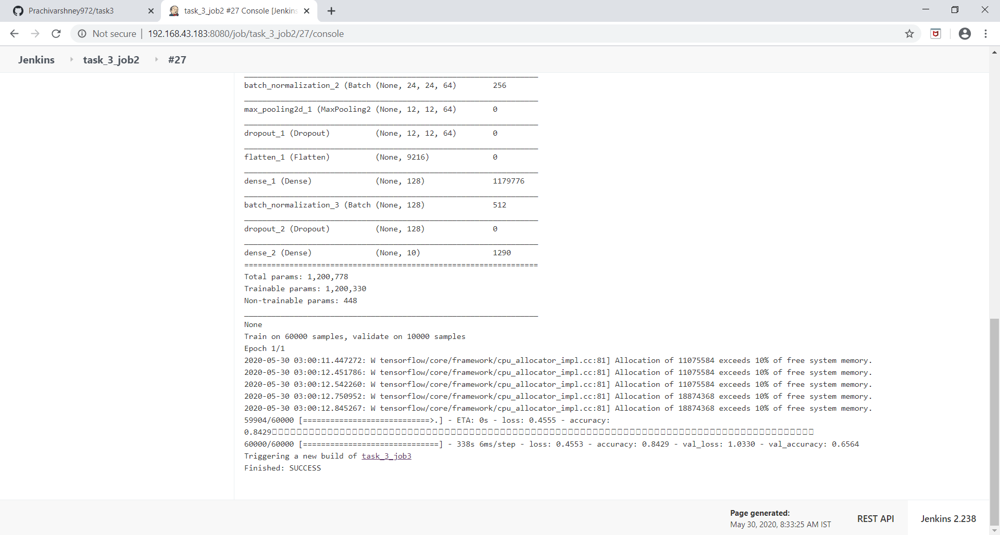 Prachivarshney972/task3
task_3_job2 #27 Console [Jenkins
Not secure | 192.168.43.183:8080/job/task_3_job2/27/console
Jenkins task_3_job2 #27
batch_normalization_2 (Batch (None, 24, 24, 64) 256
max_pooling2d_1 (MaxPooling2 (None, 12, 12, 64) 0
dropout_1 (Dropout) (None, 12, 12, 64) 0
flatten_1 (Flatten) (None, 9216) 0
dense_1 (Dense) (None, 128) 1179776
batch_normalization_3 (Batch (None, 128) 512
dropout_2 (Dropout) (None, 128) 0
dense_2 (Dense) (None, 10) 1290
=================================================================
Total params: 1,200,778
Trainable params: 1,200,330
Non-trainable params: 448
None
Train on 60000 samples, validate on 10000 samples
Epoch 1/1
2020-05-30 03:00:11.447272: W tensorflow/core/framework/cpu_allocator_impl.cc:81] Allocation of 11075584 exceeds 10% of free system memory.
2020-05-30 03:00:12.451786: W tensorflow/core/framework/cpu_allocator_impl.cc:81] Allocation of 11075584 exceeds 10% of free system memory.
2020-05-30 03:00:12.542260: W tensorflow/core/framework/cpu_allocator_impl.cc:81] Allocation of 11075584 exceeds 10% of free system memory.
2020-05-30 03:00:12.750952: W tensorflow/core/framework/cpu_allocator_impl.cc:81] Allocation of 18874368 exceeds 10% of free system memory.
2020-05-30 03:00:12.845267: W tensorflow/core/framework/cpu_allocator_impl.cc:81] Allocation of 18874368 exceeds 10% of free system memory.
59904/60000 [============================>.] - ETA: 0s - loss: 0.4555 - accuracy:
0.8429
60000/60000 [==============================] - 338s 6ms/step - loss: 0.4553 - accuracy: 0.8429 - val_loss: 1.0330 - val_accuracy: 0.6564
Triggering a new build of task_3_job3
Finished: SUCCESS
Page generated:
May 30, 2020, 8:33:25 AM IST
REST API
Jenkins 2.238